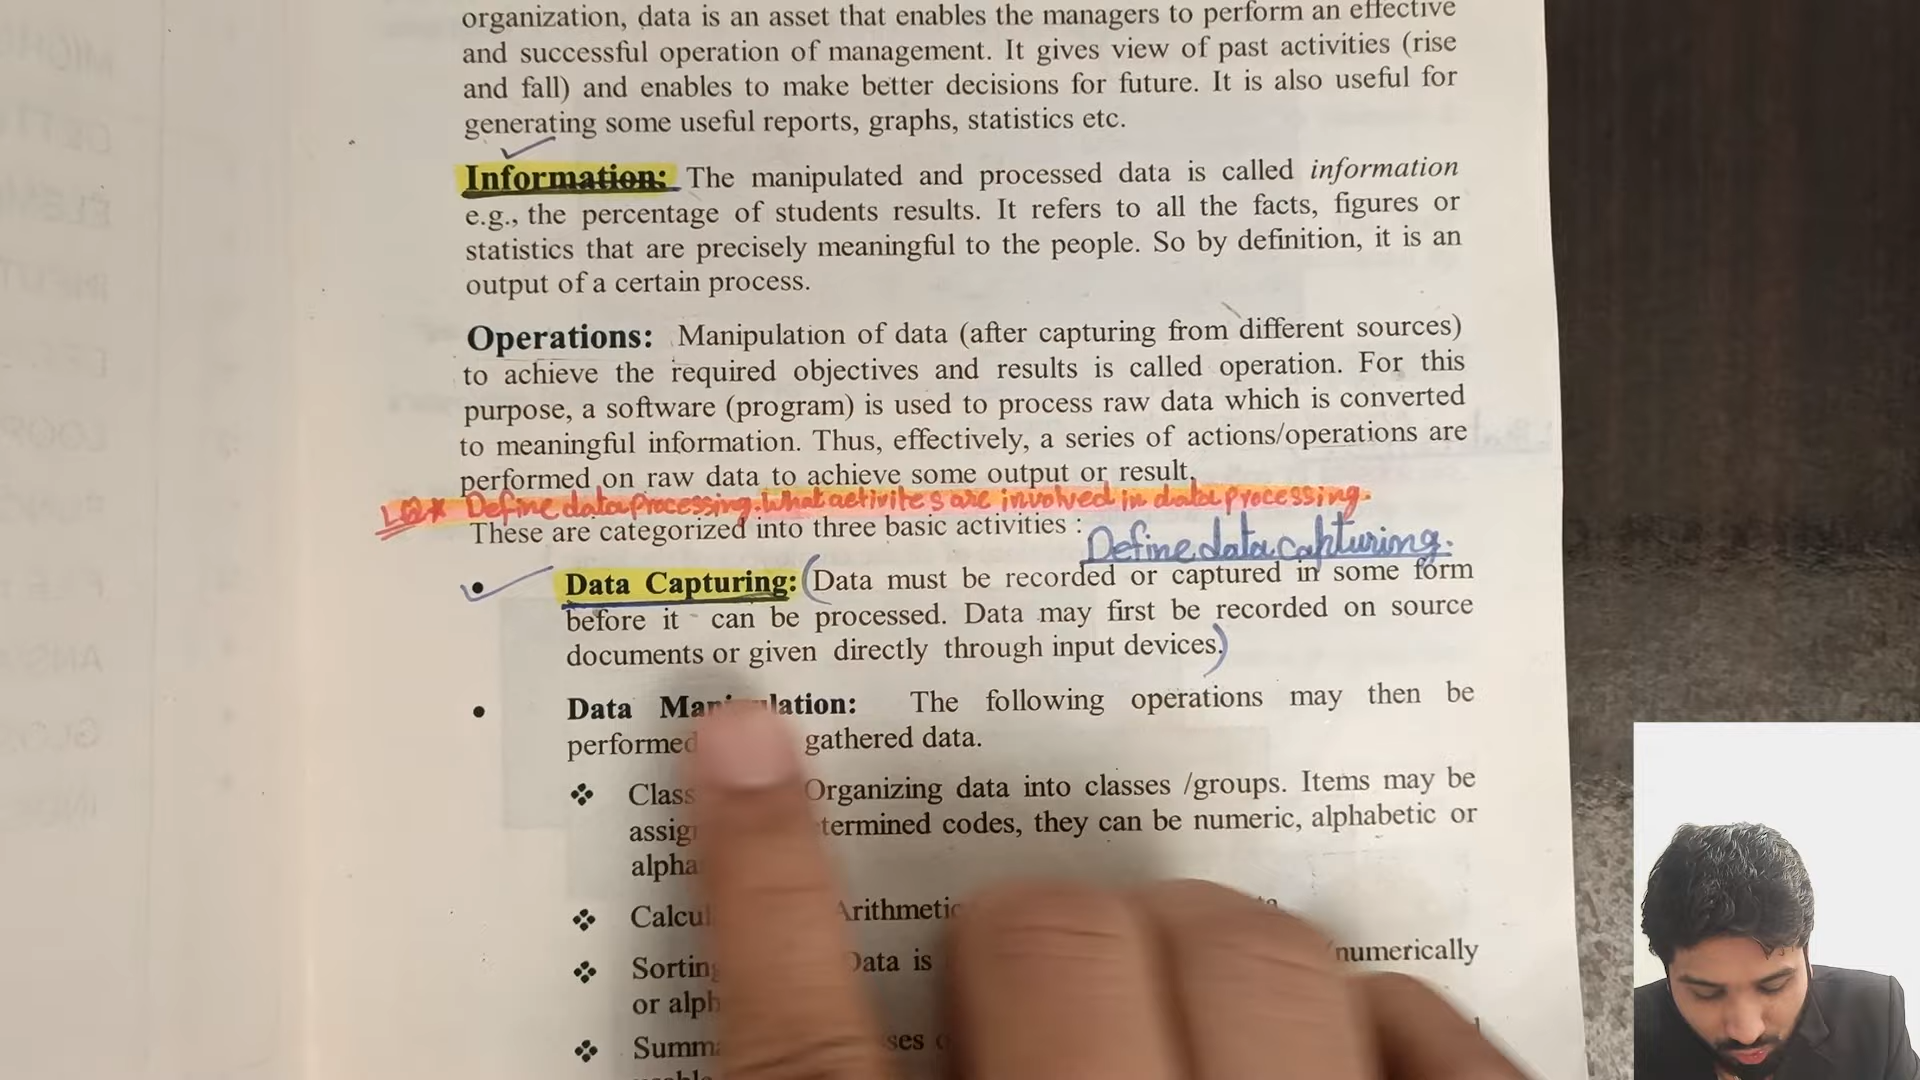 organization, data is an asset that enables the managers to perform an effective
and successful operation of management. It gives view of past activities (rise
and fall) and enables to make better decisions for future. It is also useful for
generating some useful reports, graphs, statistics etc.
Information: The manipulated and processed data is called information
e.g., the percentage of students results. It refers to all the facts, figures or
statistics that are precisely meaningful to the people. So by definition, it is an
output of a certain process.
Operations: Manipulation of data (after capturing from different sources)
to achieve the required objectives and results is called operation. For this
purpose, a software (program) is used to process raw data which is converted
to meaningful information. Thus, effectively, a series of actions/operations are
performed on raw data to achieve some output or result.
LQ* Define data processing. What activites are involved in data processing.
These are categorized into three basic activities :
Define data capturing.
• Data Capturing: (Data must be recorded or captured in some form
before it can be processed. Data may first be recorded on source
documents or given directly through input devices.)
• Data Manipulation: The following operations may then be
performed gathered data.
❖ Organizing data into classes /groups. Items may be
codes, they can be numeric, alphabetic or
❖
❖ Data is numerically
or
❖